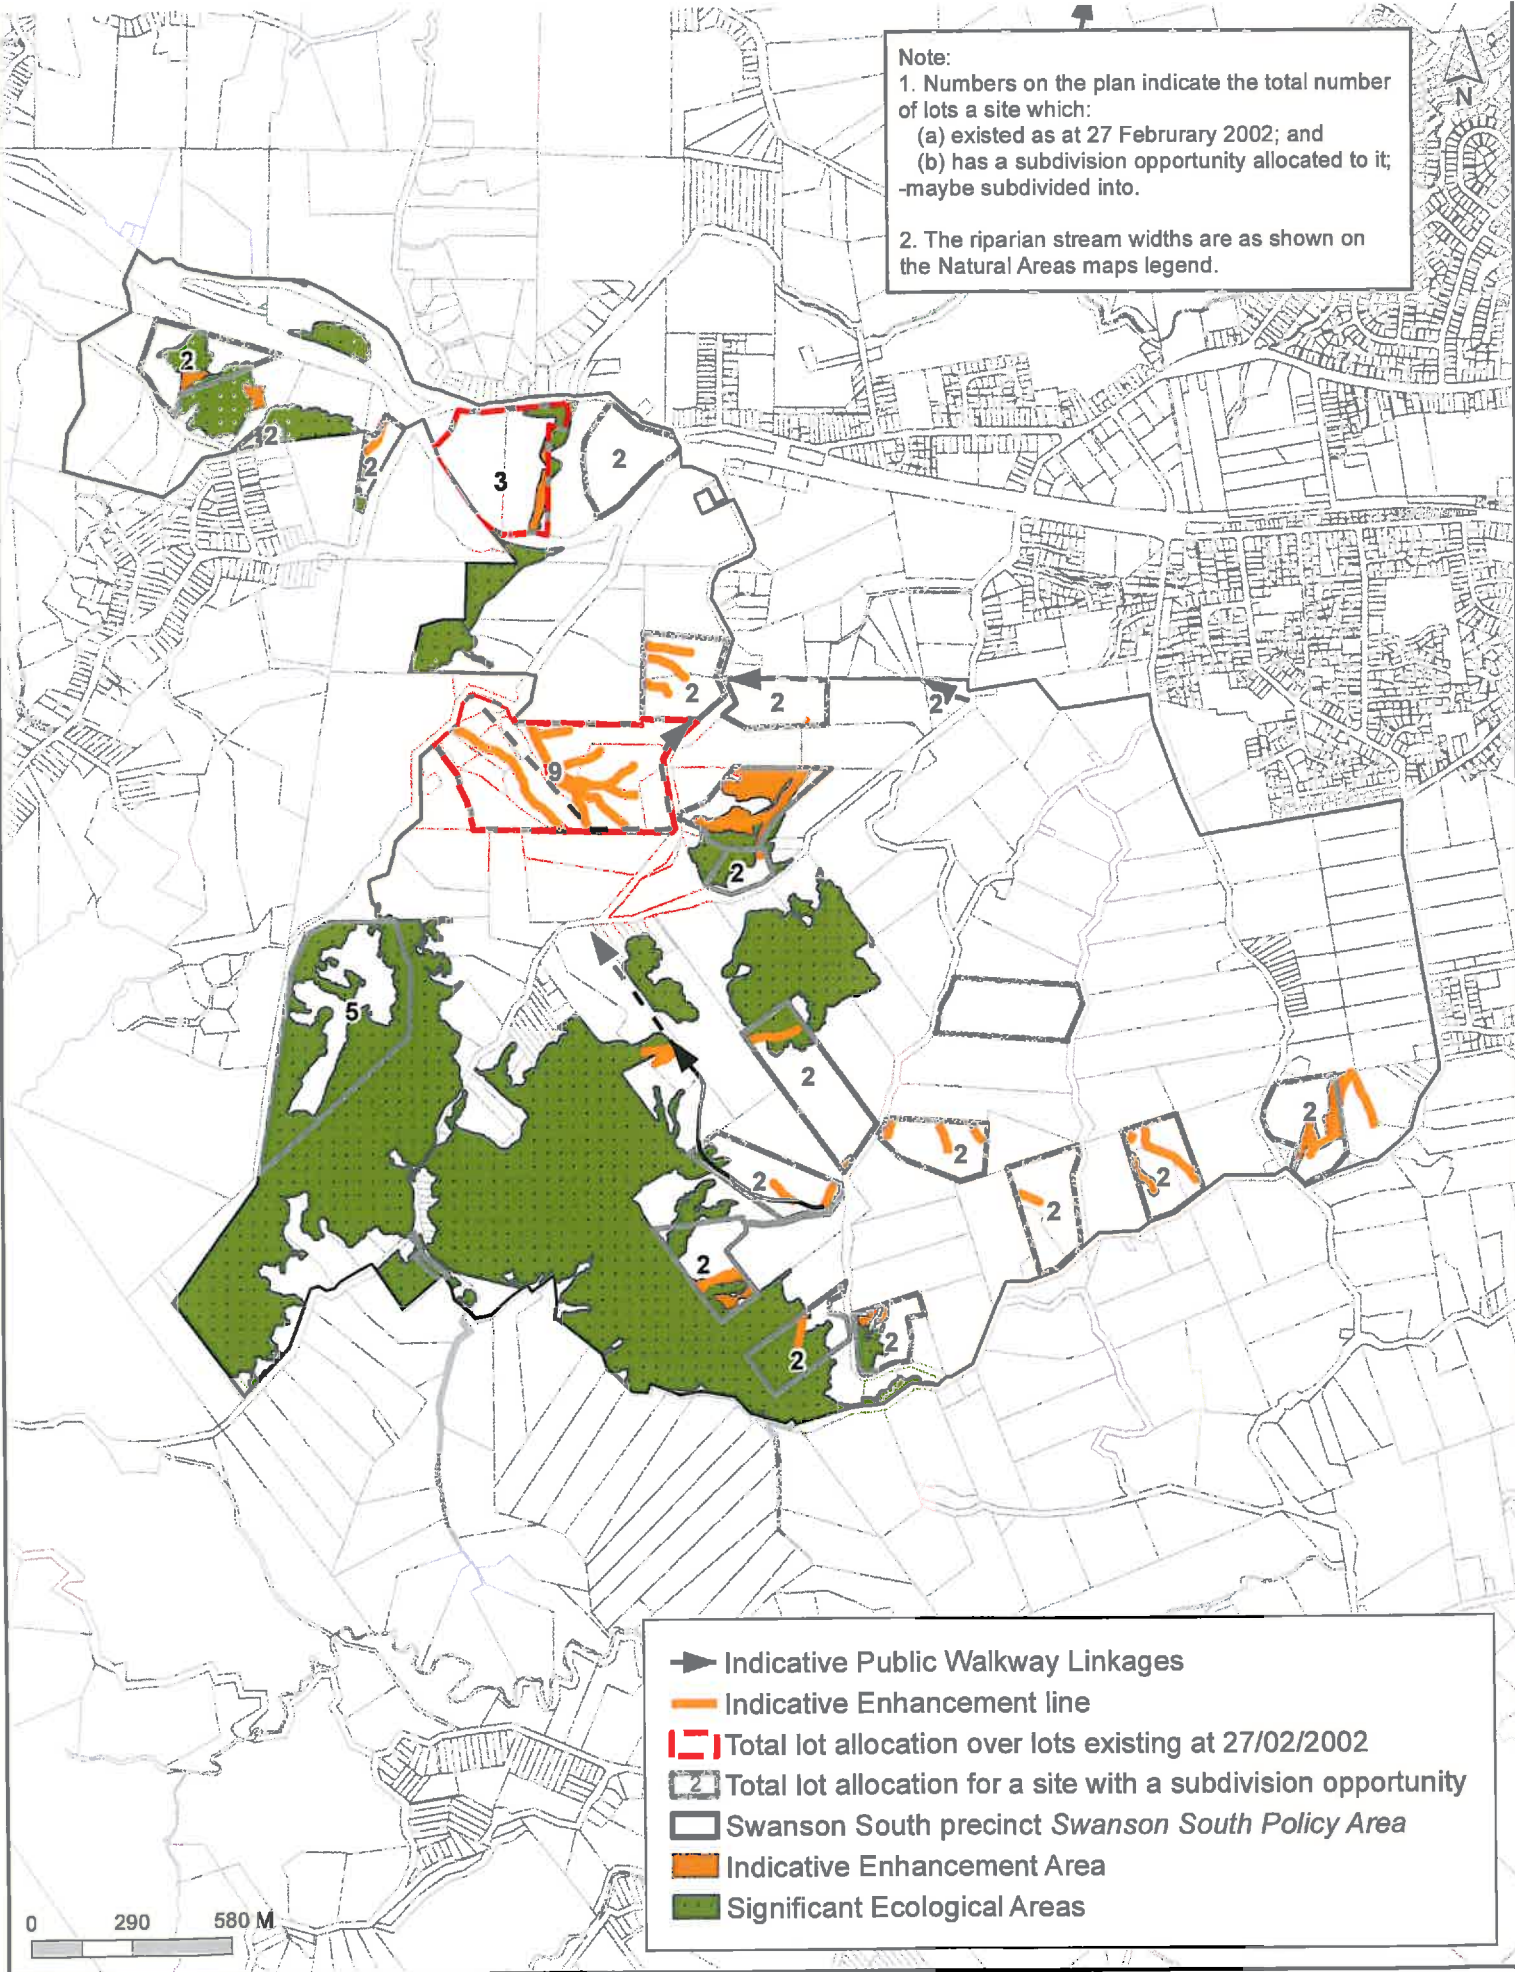 Note:
1. Numbers on the plan indicate the total number
of lots a site which:
(a) existed as at 27 Februrary 2002; and
(b) has a subdivision opportunity allocated to it;
-maybe subdivided into.
2. The riparian stream widths are as shown on
the Natural Areas maps legend.
N
2
2
2
3
2
2
2
2
9
2
5
2
2
2
2
2
2
2
2
2
Indicative Public Walkway Linkages
Indicative Enhancement line
Total lot allocation over lots existing at 27/02/2002
2 Total lot allocation for a site with a subdivision opportunity
Swanson South precinct Swanson South Policy Area
Indicative Enhancement Area
Significant Ecological Areas
0 290 580 M